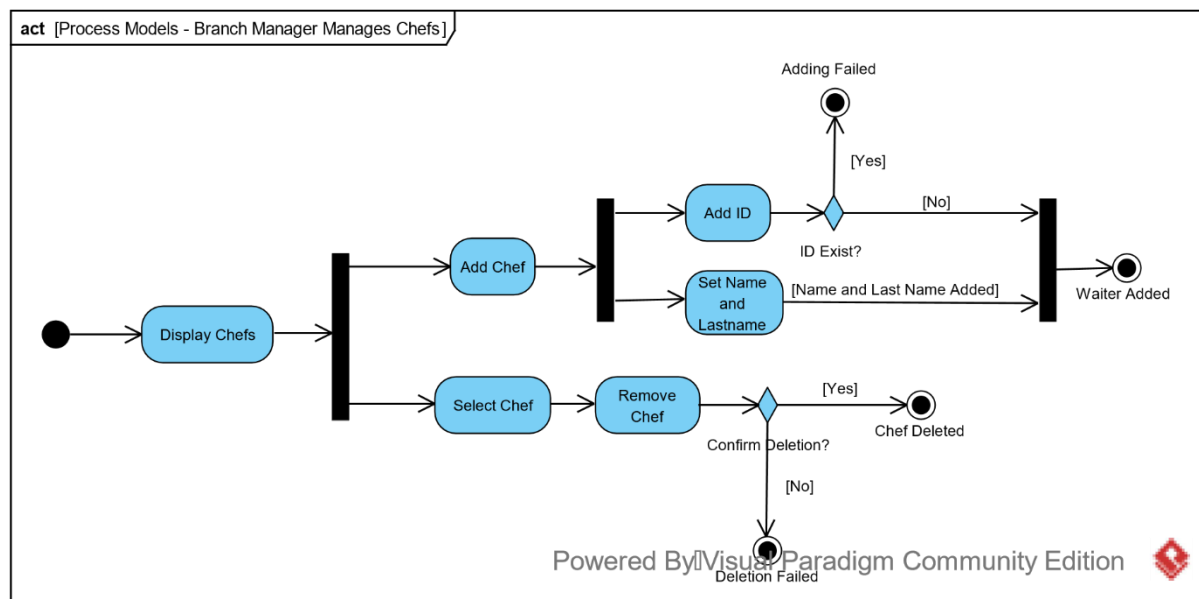 act [Process Models - Branch Manager Manages Chefs]
Adding Failed
[Yes]
Add ID
[No]
ID Exist?
Add Chef
Set Name
and
Lastname
[Name and Last Name Added]
Waiter Added
Display Chefs
Select Chef
Remove
Chef
[Yes]
Confirm Deletion?
Chef Deleted
[No]
Powered By Visual Paradigm Community Edition
Deletion Failed